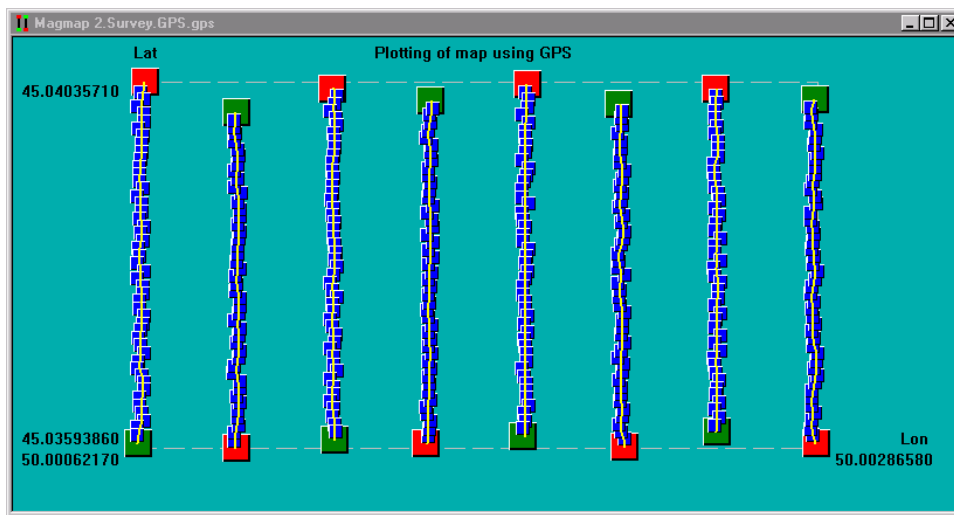 Magmap 2.Survey.GPS.gps
Lat
Plotting of map using GPS
45.04035710
45.03593860
Lon
50.00062170
50.00286580